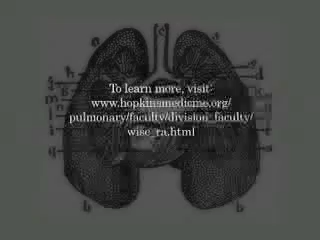 To learn more, visit
www.hopkinsmedicine.org/
pulmonary/faculty/division_faculty/
wise_ra.html